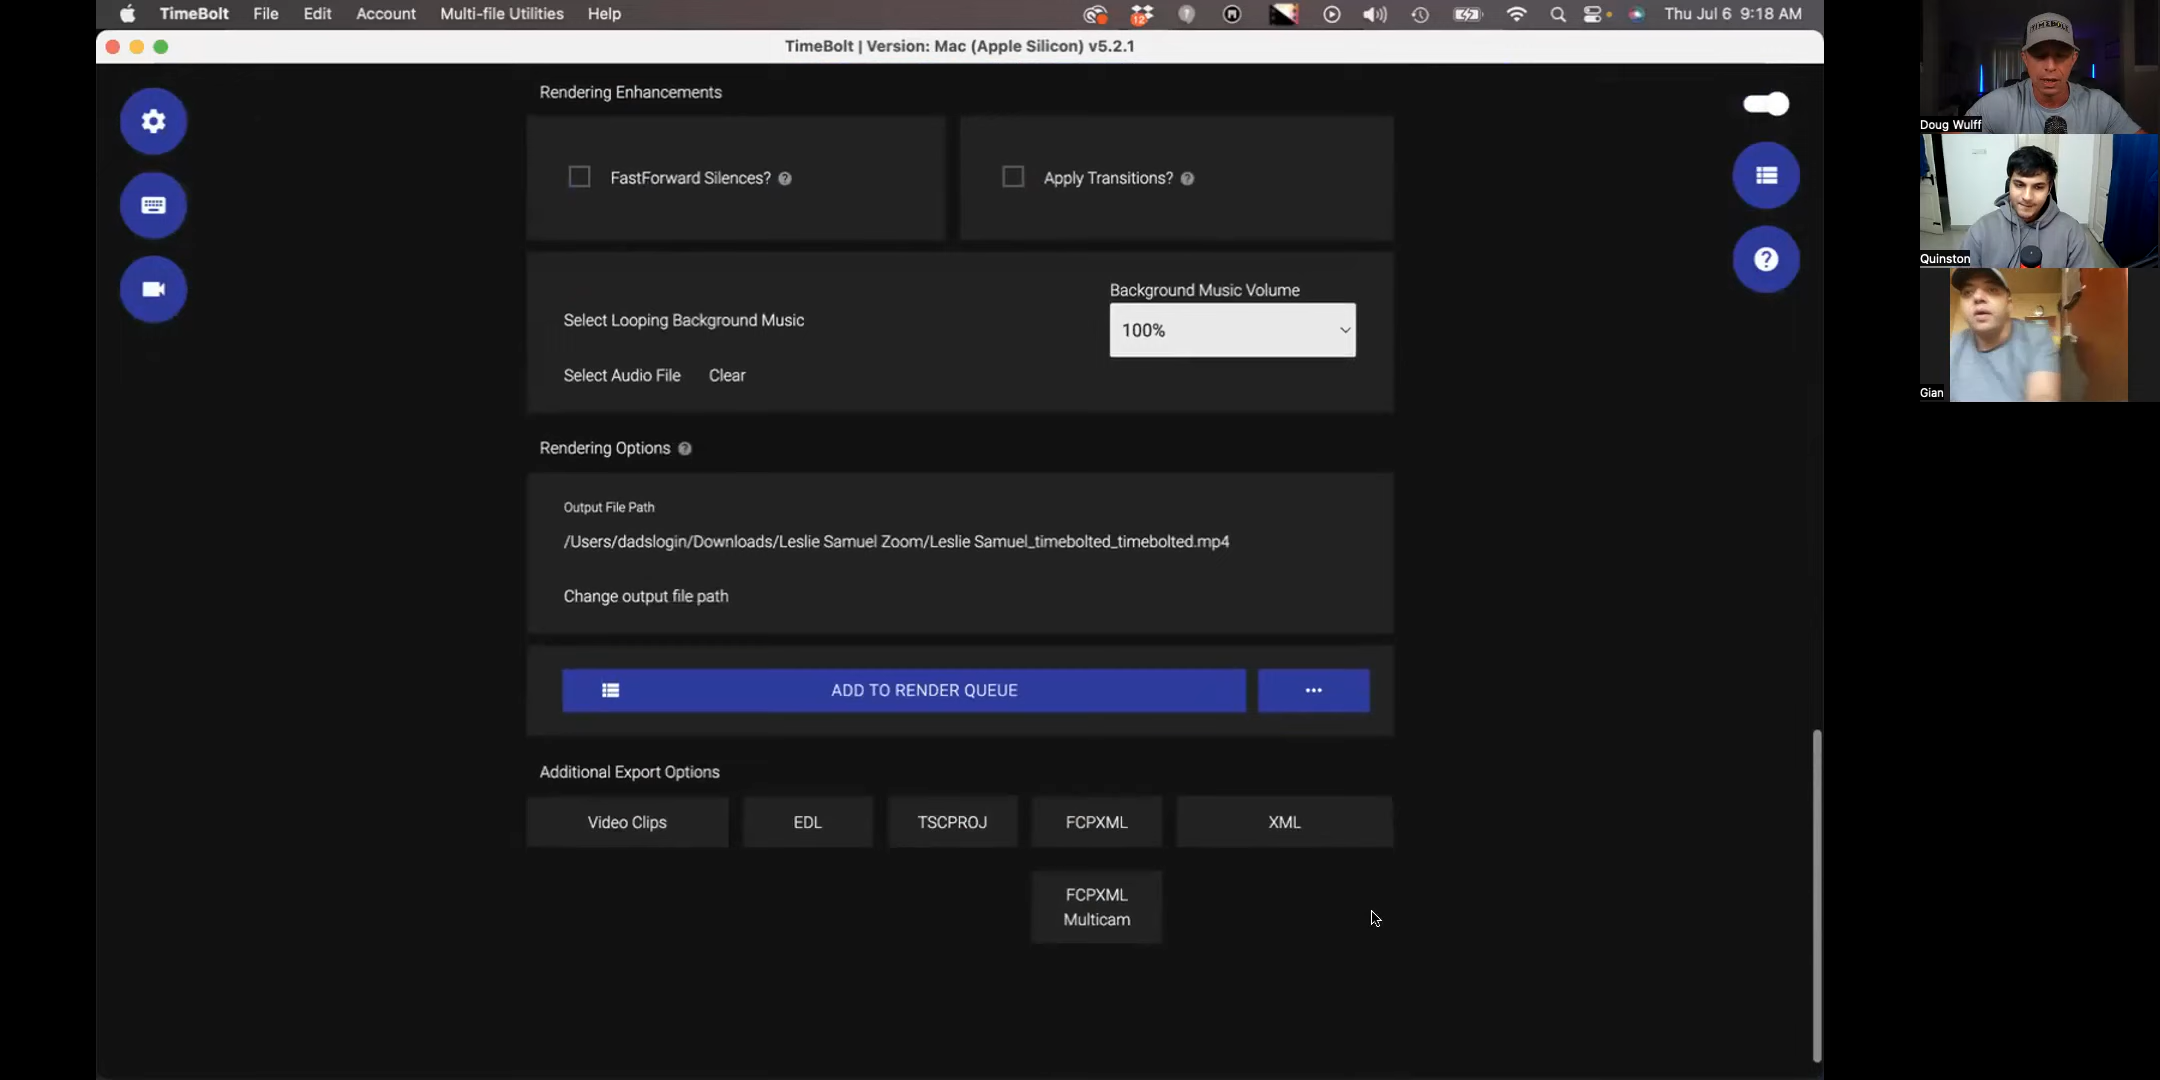 TimeBolt File Edit Account Multi-file Utilities Help
12
Thu Jul 6 9:18 AM
TimeBolt | Version: Mac (Apple Silicon) v5.2.1
Rendering Enhancements
FastForward Silences? ?
Apply Transitions? ?
Background Music Volume
Select Looping Background Music
100%
Select Audio File Clear
Rendering Options ?
Output File Path
/Users/dadslogin/Downloads/Leslie Samuel Zoom/Leslie Samuel_timebolted_timebolted.mp4
Change output file path
ADD TO RENDER QUEUE
...
Additional Export Options
Video Clips EDL TSCPROJ FCPXML XML
FCPXML
Multicam
?
TIMEBOLT
Doug Wulff
Quinston
Gian